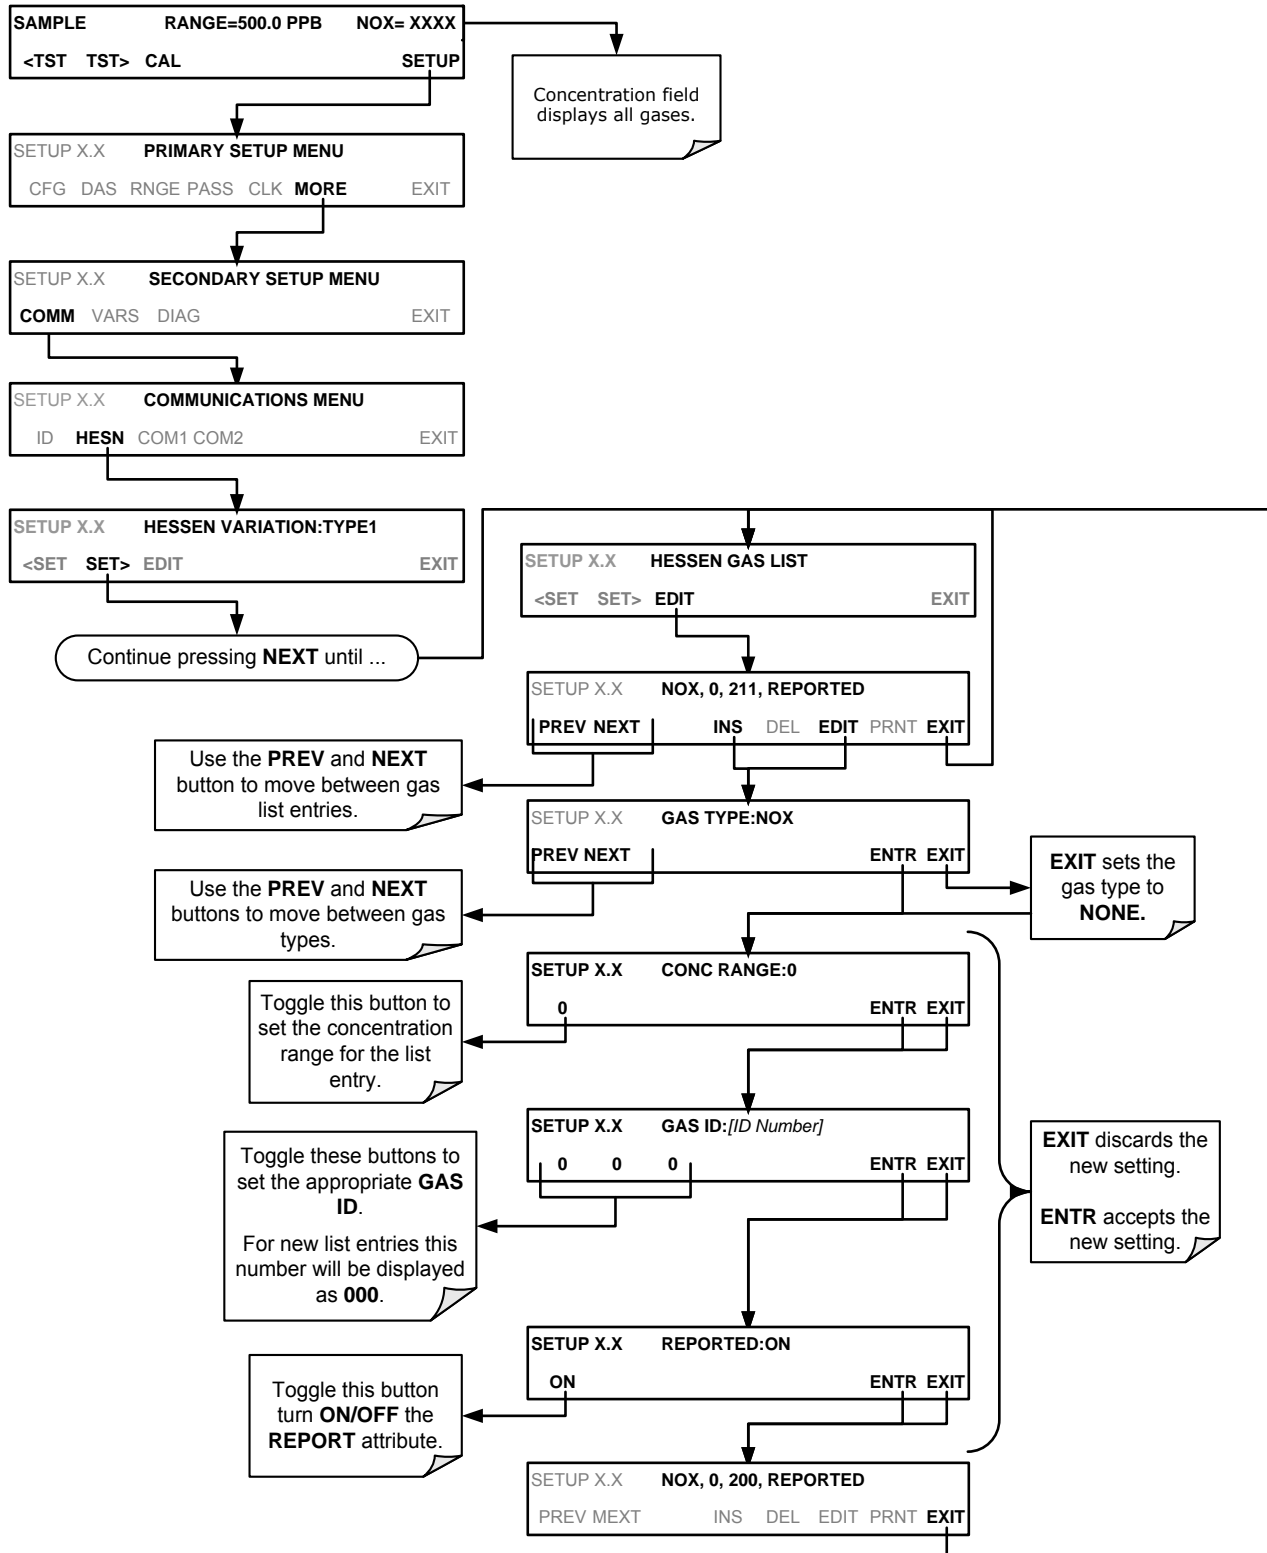 SAMPLE RANGE=500.0 PPB NOX= XXXX
<TST TST> CAL SETUP
Concentration field
displays all gases.
SETUP X.X PRIMARY SETUP MENU
CFG DAS RNGE PASS CLK MORE EXIT
SETUP X.X SECONDARY SETUP MENU
COMM VARS DIAG EXIT
SETUP X.X COMMUNICATIONS MENU
ID HESN COM1 COM2 EXIT
SETUP X.X HESSEN VARIATION:TYPE1
<SET SET> EDIT EXIT
Continue pressing NEXT until ...
SETUP X.X HESSEN GAS LIST
<SET SET> EDIT EXIT
SETUP X.X NOX, 0, 211, REPORTED
PREV NEXT INS DEL EDIT PRNT EXIT
Use the PREV and NEXT
button to move between gas
list entries.
SETUP X.X GAS TYPE:NOX
PREV NEXT ENTR EXIT
EXIT sets the
gas type to
NONE.
Use the PREV and NEXT
buttons to move between gas
types.
SETUP X.X CONC RANGE:0
0 ENTR EXIT
Toggle this button to
set the concentration
range for the list
entry.
SETUP X.X GAS ID:[ID Number]
0 0 0 ENTR EXIT
Toggle these buttons to
set the appropriate GAS
ID.
For new list entries this
number will be displayed
as 000.
EXIT discards the
new setting.
ENTR accepts the
new setting.
SETUP X.X REPORTED:ON
ON ENTR EXIT
Toggle this button
turn ON/OFF the
REPORT attribute.
SETUP X.X NOX, 0, 200, REPORTED
PREV MEXT INS DEL EDIT PRNT EXIT